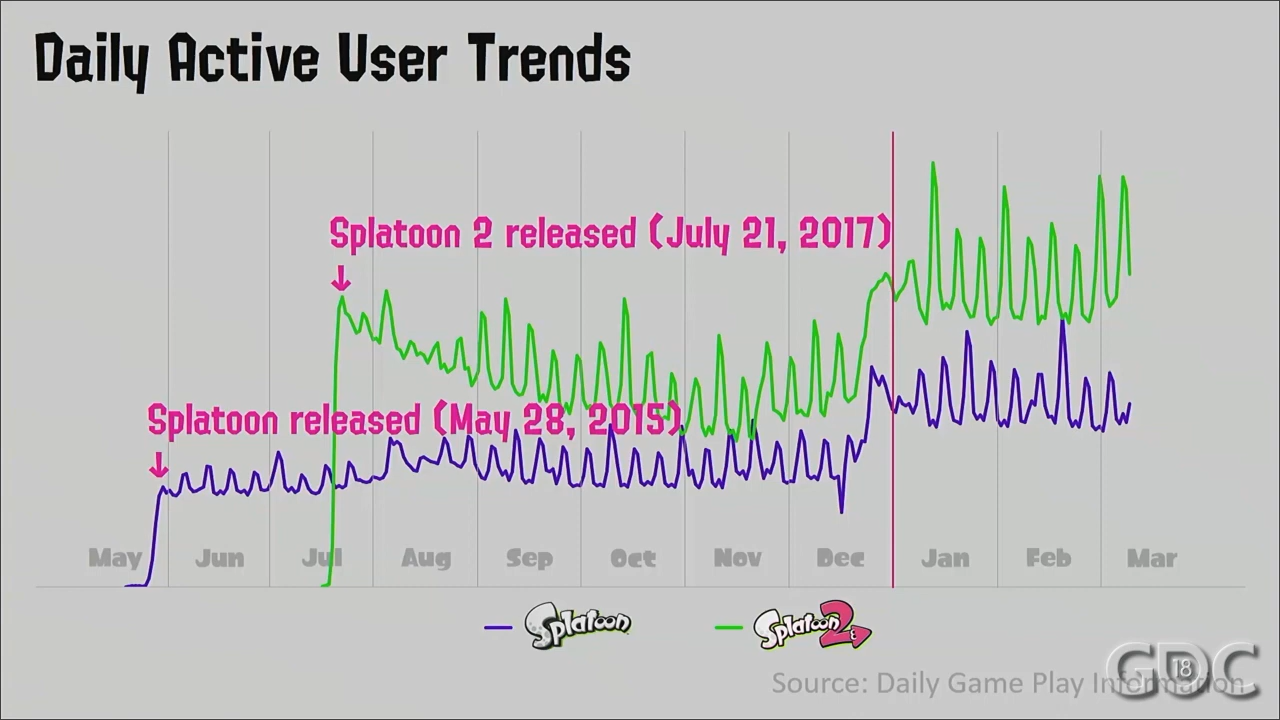 Daily Active User Trends
Splatoon 2 released (July 21, 2017)
↓
Splatoon released (May 28, 2015)
↓
May Jun Jul Aug Sep Oct Nov Dec Jan Feb Mar
Splatoon Splatoon 2
GDC 18
Source: Daily Game Play Information